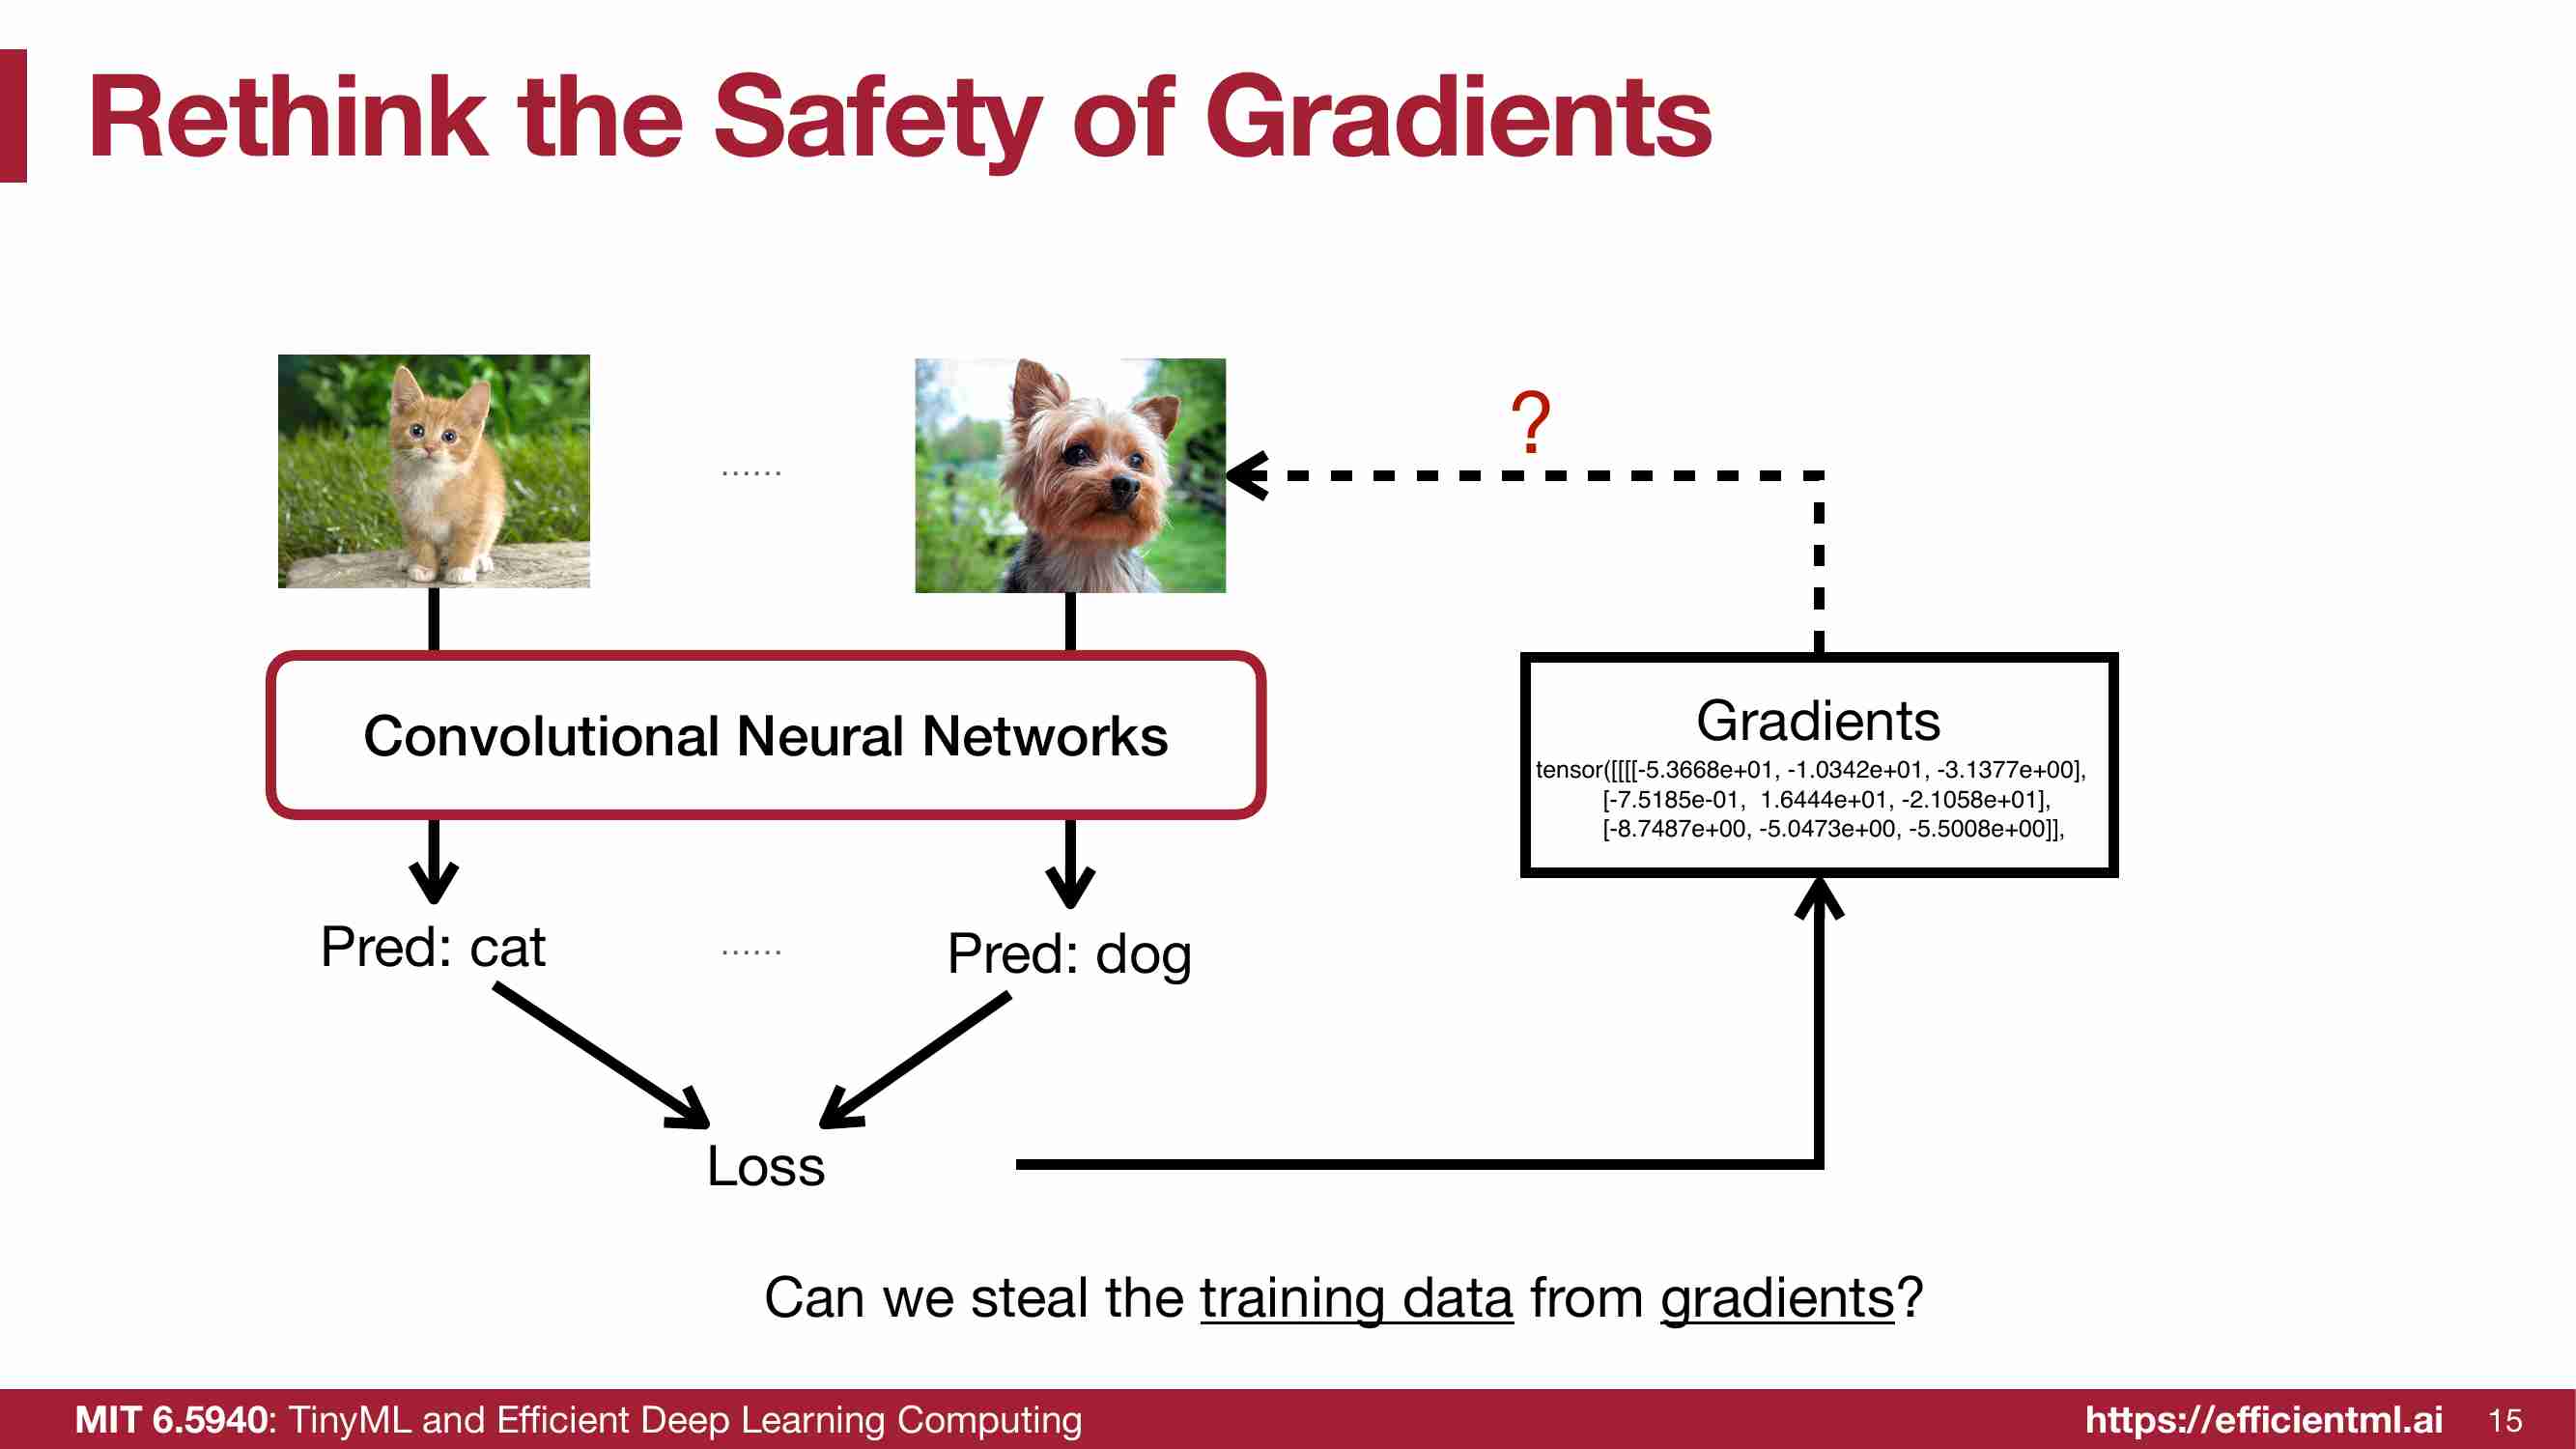 Rethink the Safety of Gradients
......
?
Convolutional Neural Networks
Gradients
tensor([[[[-5.3668e+01, -1.0342e+01, -3.1377e+00],
[-7.5185e-01, 1.6444e+01, -2.1058e+01],
[-8.7487e+00, -5.0473e+00, -5.5008e+00]],
Pred: cat
......
Pred: dog
Loss
Can we steal the training data from gradients?
MIT 6.5940: TinyML and Efficient Deep Learning Computing
https://efficientml.ai
15